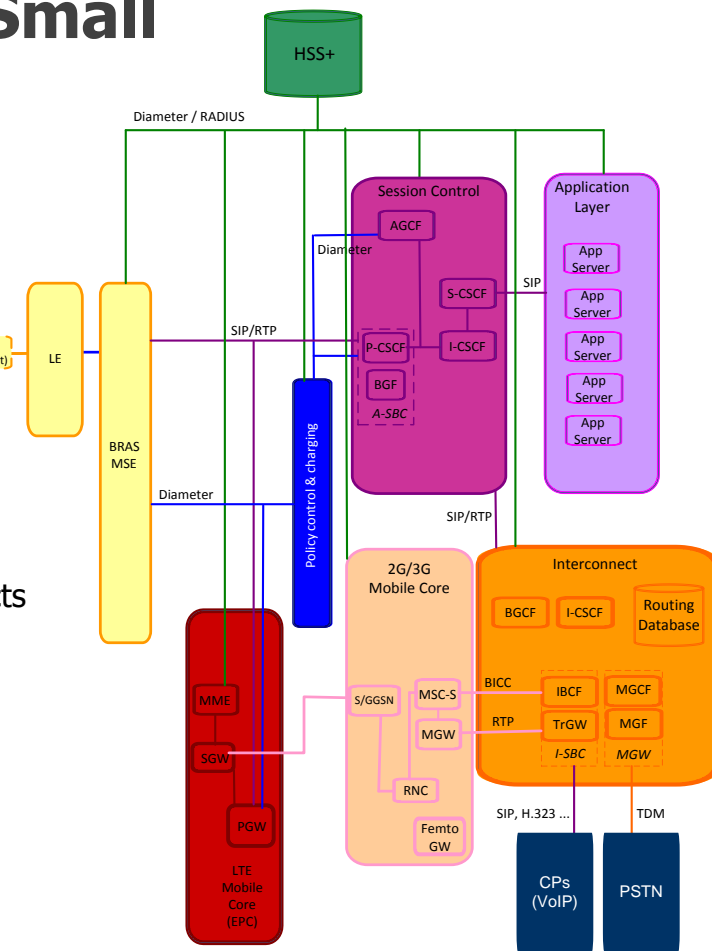 Small
HSS+
Diameter / RADIUS
Session Control
Application
Layer
AGCF
Diameter
App
Server
S-CSCF
SIP
App
Server
SIP/RTP
P-CSCF
I-CSCF
App
Server
t)
LE
BGF
A-SBC
App
Server
App
Server
BRAS
MSE
Policy control & charging
Diameter
SIP/RTP
2G/3G
Mobile Core
Interconnect
cts
BGCF
I-CSCF
Routing
Database
MME
S/GGSN
MSC-S
BICC
IBCF
MGCF
MGW
RTP
TrGW
MGF
SGW
I-SBC
MGW
RNC
PGW
Femto
GW
SIP, H.323 ...
TDM
LTE
Mobile
Core
(EPC)
CPs
(VoIP)
PSTN